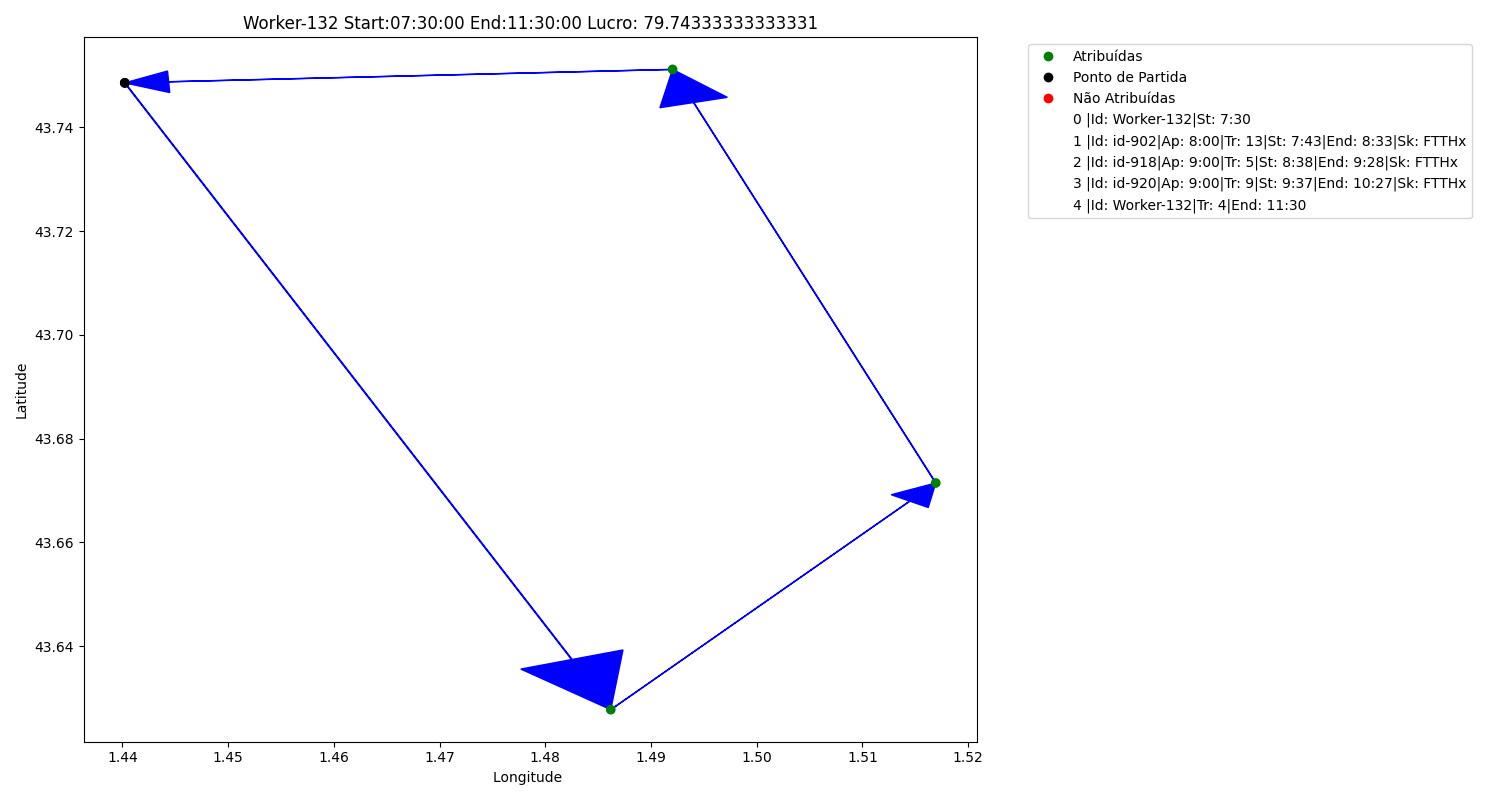 Worker-132 Start:07:30:00 End:11:30:00 Lucro: 79.74333333333331
Atribuídas
Ponto de Partida
Não Atribuídas
0 |Id: Worker-132|St: 7:30
1 |Id: id-902|Ap: 8:00|Tr: 13|St: 7:43|End: 8:33|Sk: FTTHx
2 |Id: id-918|Ap: 9:00|Tr: 5|St: 8:38|End: 9:28|Sk: FTTHx
3 |Id: id-920|Ap: 9:00|Tr: 9|St: 9:37|End: 10:27|Sk: FTTHx
4 |Id: Worker-132|Tr: 4|End: 11:30
Latitude
43.74
43.72
43.70
43.68
43.66
43.64
1.44 1.45 1.46 1.47 1.48 1.49 1.50 1.51 1.52
Longitude